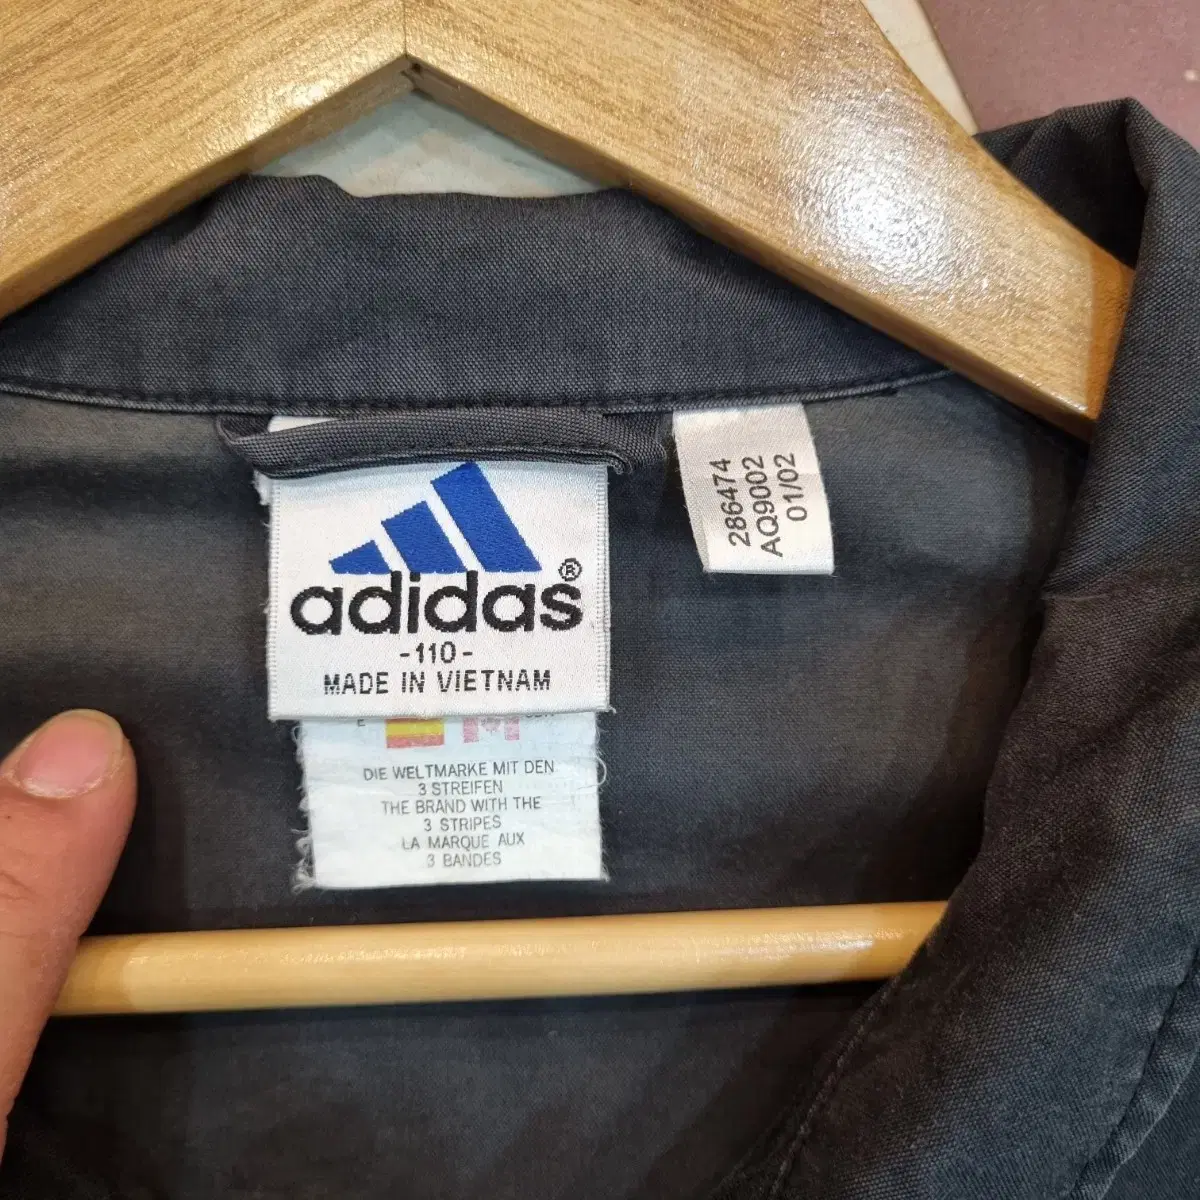 adidas®
-110-
MADE IN VIETNAM
E
DIE WELTMARKE MIT DEN
3 STREIFEN
THE BRAND WITH THE
3 STRIPES
LA MARQUE AUX
3 BANDES
286474
AQ9002
01/02